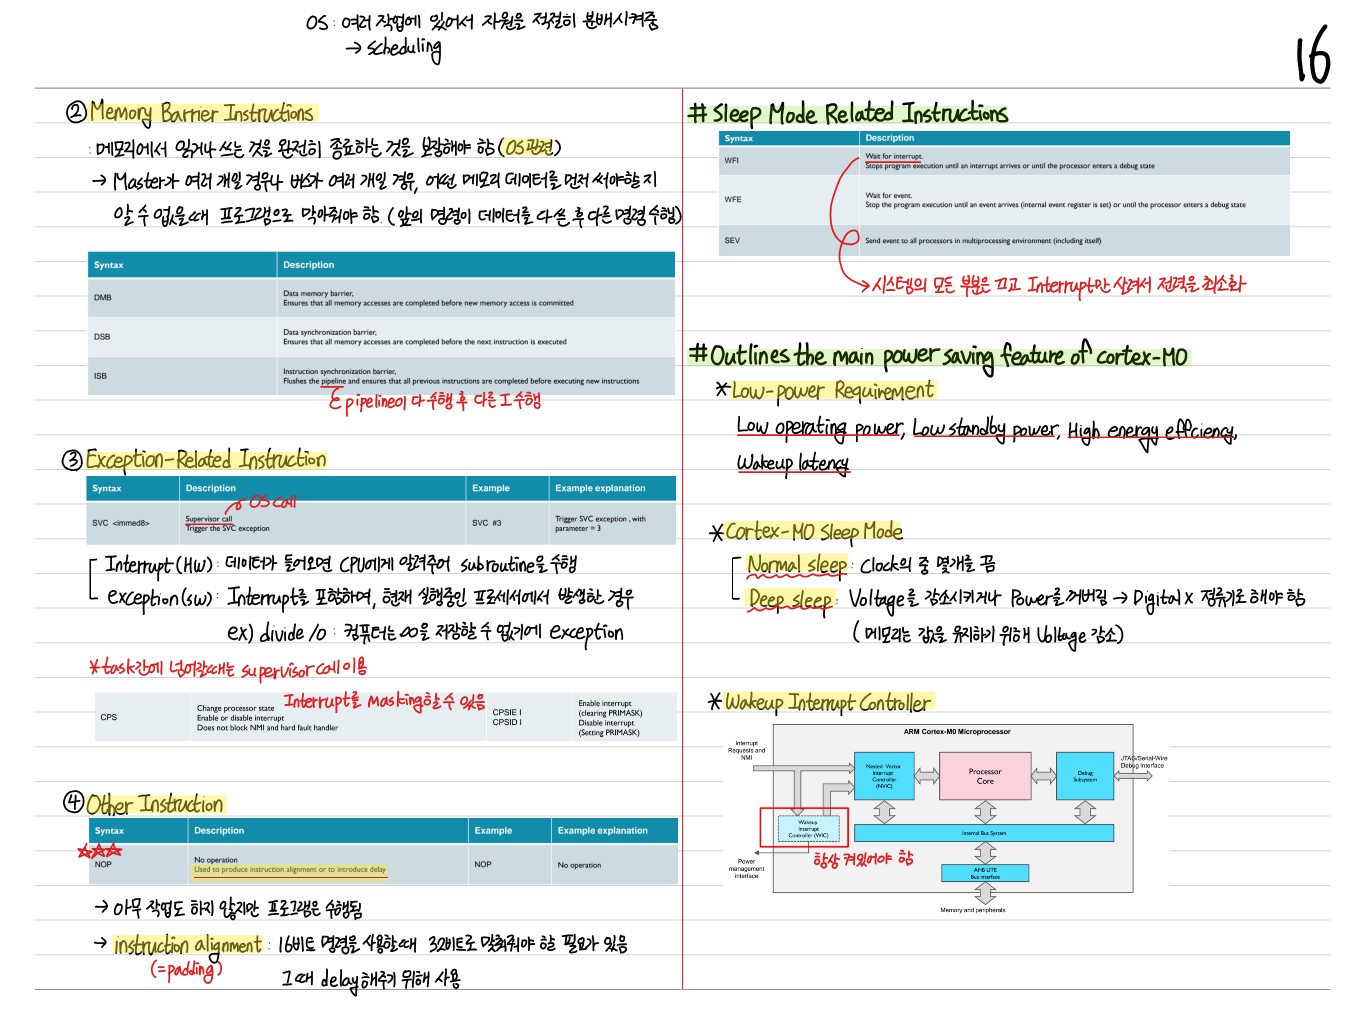 OS: 여러 작업에 있어서 자원을 적절히 분배시켜줌
→ scheduling
16
② Memory Barrier Instructions
: 메모리에서 읽거나 쓰는 것을 완전히 종료하는 것을 보장해야 함 (OS 관련)
→ Master가 여러 개일 경우나 버스가 여러 개일 경우, 어떤 메모리 데이터를 먼저 써야할 지
알 수 없을 때 프로그램으로 막아줘야 함. (앞의 명령이 데이터를 다 쓴 후 다른 명령 수행)
Syntax Description
DMB Data memory barrier,
Ensures that all memory accesses are completed before new memory access is committed
DSB Data synchronization barrier,
Ensures that all memory accesses are completed before the next instruction is executed
ISB Instruction synchronization barrier,
Flushes the pipeline and ensures that all previous instructions are completed before executing new instructions
pipeline이 다 수행 후 다른 I 수행
③ Exception-Related Instruction
Syntax Description Example Example explanation
OS call
SVC <immed8> Supervisor call
Trigger the SVC exception
SVC #3
Trigger SVC exception , with
parameter = 3
Interrupt (HW) : 데이터가 들어오면 CPU에게 알려주어 subroutine을 수행
exception(sw) : Interrupt를 포함하며, 현재 실행중인 프로세서에서 발생한 경우
ex) divide /0 : 컴퓨터는 ∞을 저장할 수 없기에 exception
* task간에 넘어갈때는 supervisor call 이용
Interrupt를 Masking할 수 있음
CPS Change processor state
Enable or disable interrupt
Does not block NMI and hard fault handler
CPSIE I
CPSID I
Enable interrupt
(clearing PRIMASK)
Disable interrupt
(Setting PRIMASK)
④ Other Instruction
Syntax Description Example Example explanation
☆☆☆
NOP No operation
Used to produce instruction alignment or to introduce delay
NOP No operation
→ 아무 작업도 하지 않지만 프로그램은 수행됨
→ instruction alignment : 16비트 명령을 사용할때 32비트로 맞춰줘야 할 필요가 있음
(=padding) 그때 delay해주기 위해 사용
# Sleep Mode Related Instructions
Syntax Description
WFI Wait for interrupt.
Stops program execution until an interrupt arrives or until the processor enters a debug state
WFE Wait for event.
Stop the program execution until an event arrives (internal event register is set) or until the processor enters a debug state
SEV Send event to all processors in multiprocessing environment (including itself)
→ 시스템의 모든 부분은 끄고 Interrupt만 살려서 전력을 최소화
# Outlines the main power saving feature of cortex-M0
* Low-power Requirement
Low operating power, Low standby power, High energy effciency,
Wakeup latency
* Cortex-M0 Sleep Mode
Normal sleep : Clock의 중 몇개를 끔
Deep sleep : Voltage를 감소시키거나 Power를 꺼버림 → Digital x 정류기로 해야 함
( 메모리는 값을 유지하기 위해 Voltage 감소)
* Wakeup Interrupt Controller
ARM Cortex-M0 Microprocessor
Interrupt
Requests and
NMI
Nested Vector
Interrupt
Controller
(NVIC)
Processor
Core
Debug
Subsystem
JTAG/Serial-Wire
Debug Interface
Wakeup
Interrupt
Controller (WIC)
Internal Bus System
항상 켜있어야 함
Power
management
interface
AHB LITE
Bus interface
Memory and peripherals